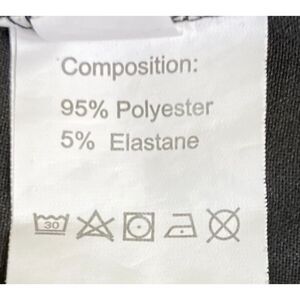 Composition:
95% Polyester
5% Elastane
30